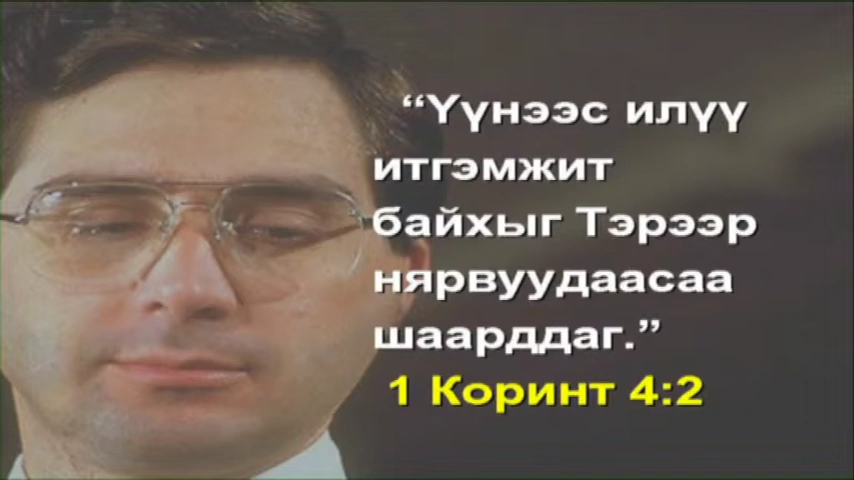 “Үүнээс илүү
итгэмжит
байхыг Тэрээр
нярвуудаасаа
шаарддаг.”
1 Коринт 4:2